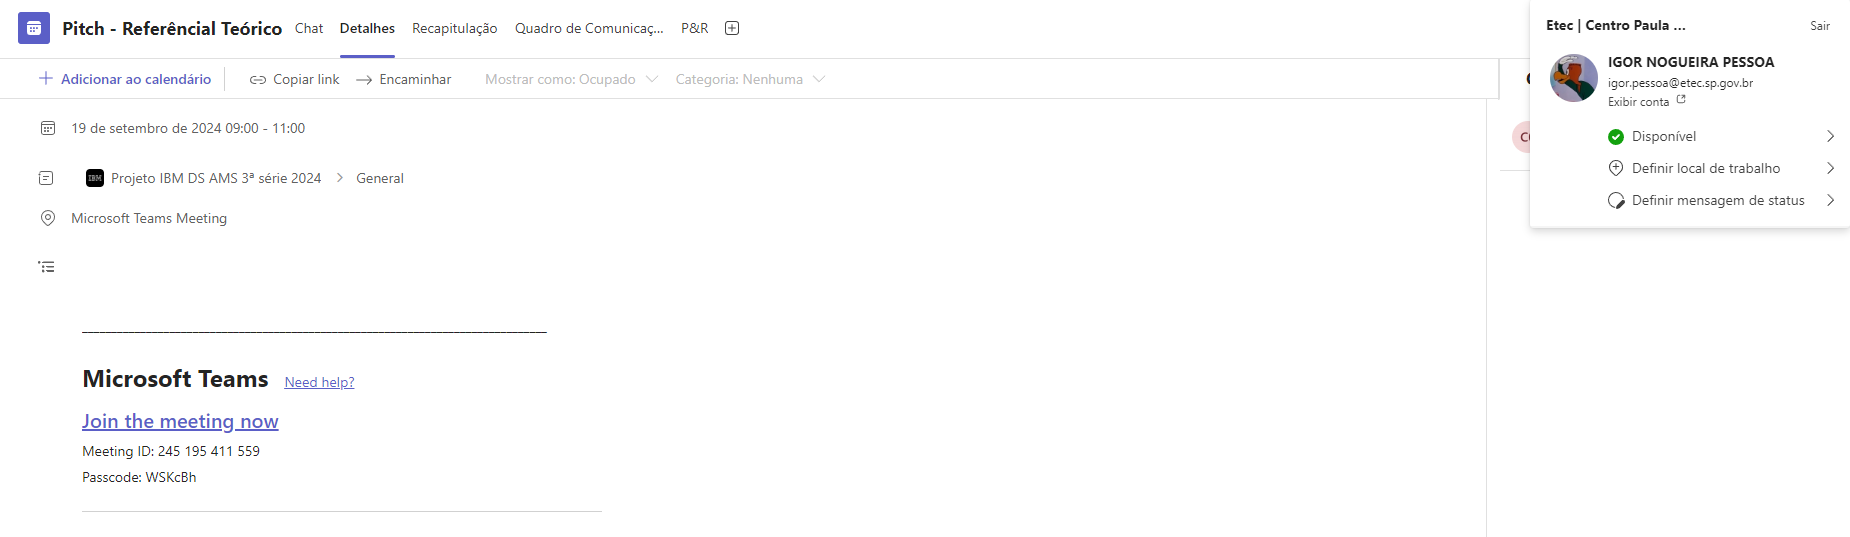 Pitch - Referêncial Teórico Chat Detalhes Recapitulação Quadro de Comunicaç... P&R
Adicionar ao calendário Copiar link Encaminhar Mostrar como: Ocupado Categoria: Nenhuma
19 de setembro de 2024 09:00 - 11:00
IBM Projeto IBM DS AMS 3ª série 2024 > General
Microsoft Teams Meeting
Microsoft Teams Need help?
Join the meeting now
Meeting ID: 245 195 411 559
Passcode: WSKcBh
Etec | Centro Paula ... Sair
IGOR NOGUEIRA PESSOA
igor.pessoa@etec.sp.gov.br
Exibir conta
Disponível
Definir local de trabalho
Definir mensagem de status